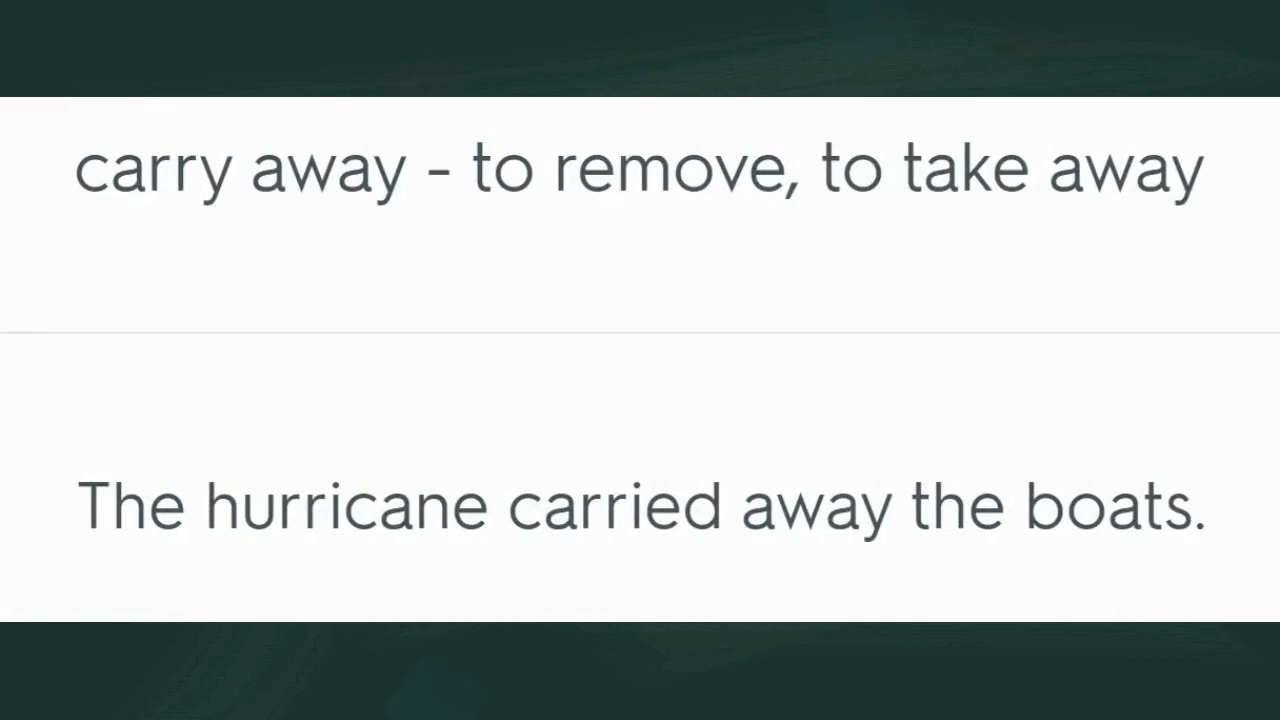 carry away - to remove, to take away
The hurricane carried away the boats.